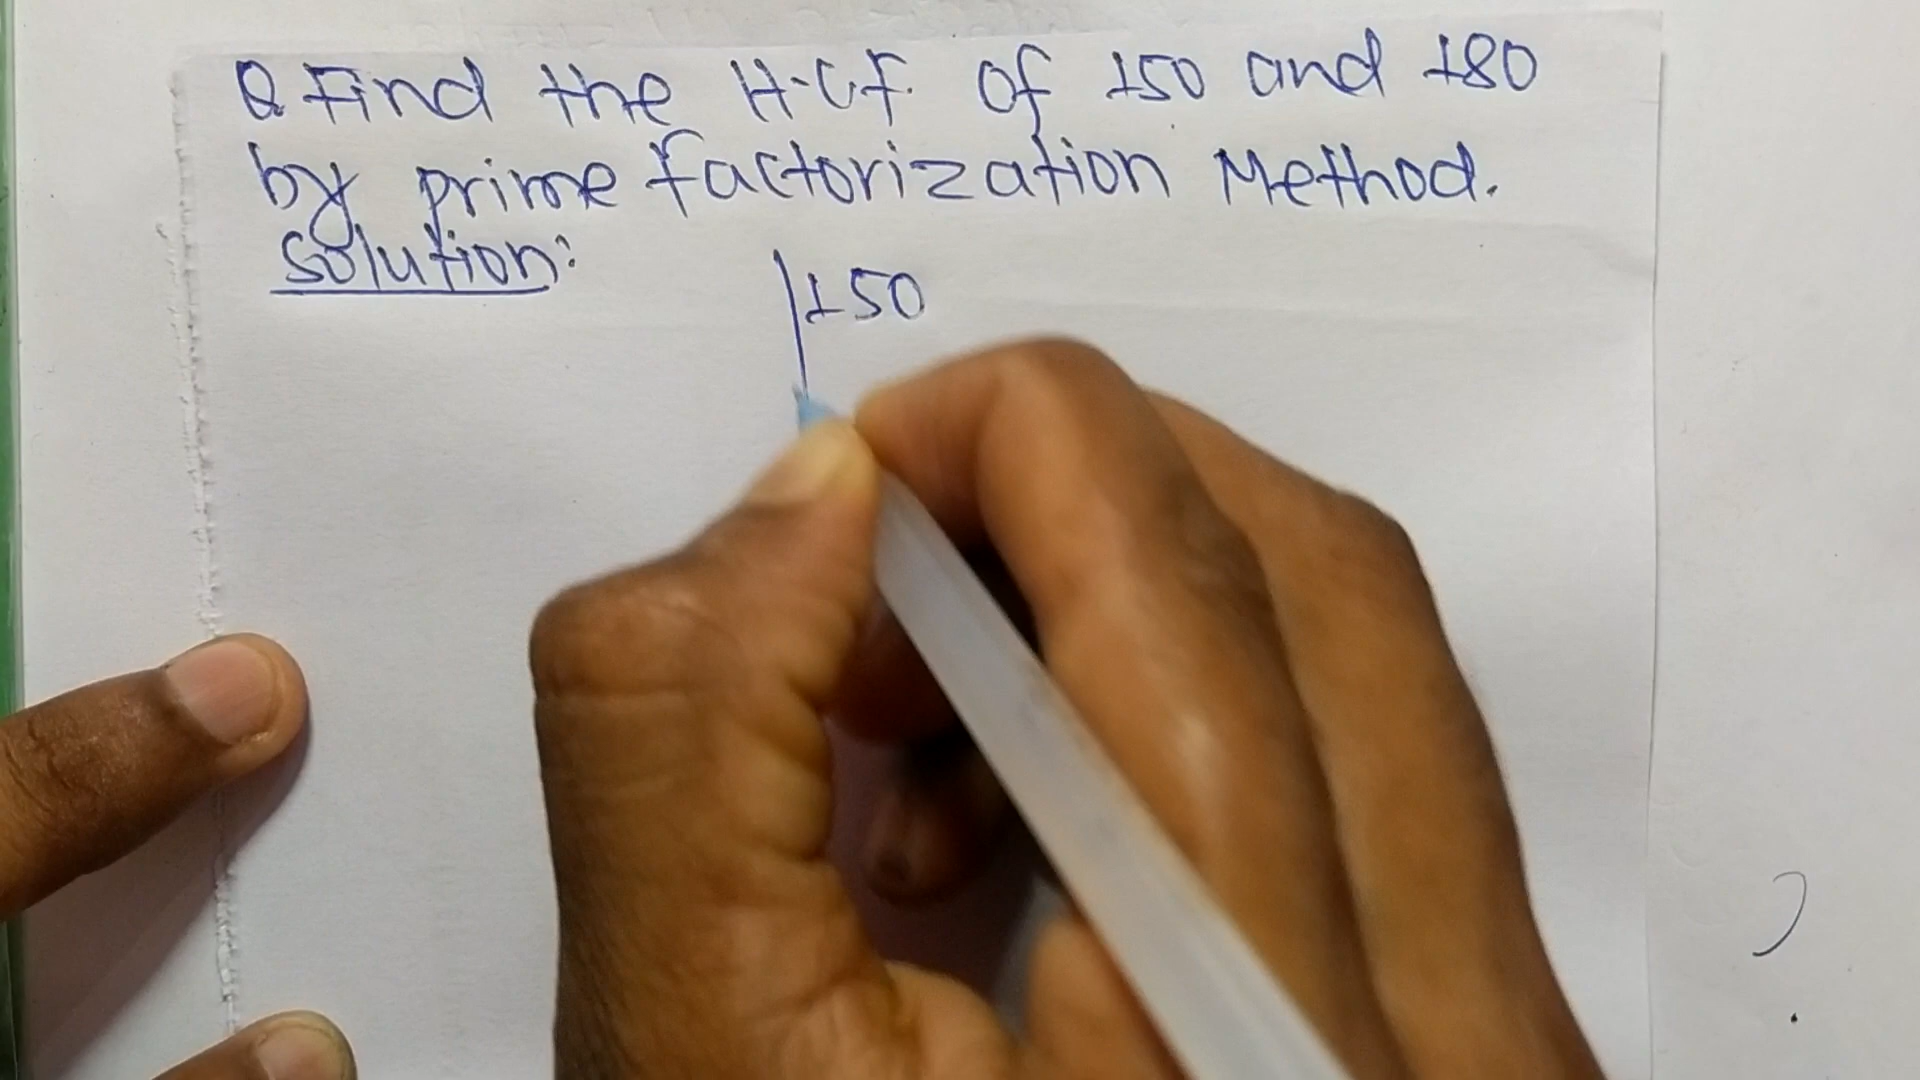 Q Find the H.C.F. of 150 and 180
by prime factorization Method.
Solution:
150